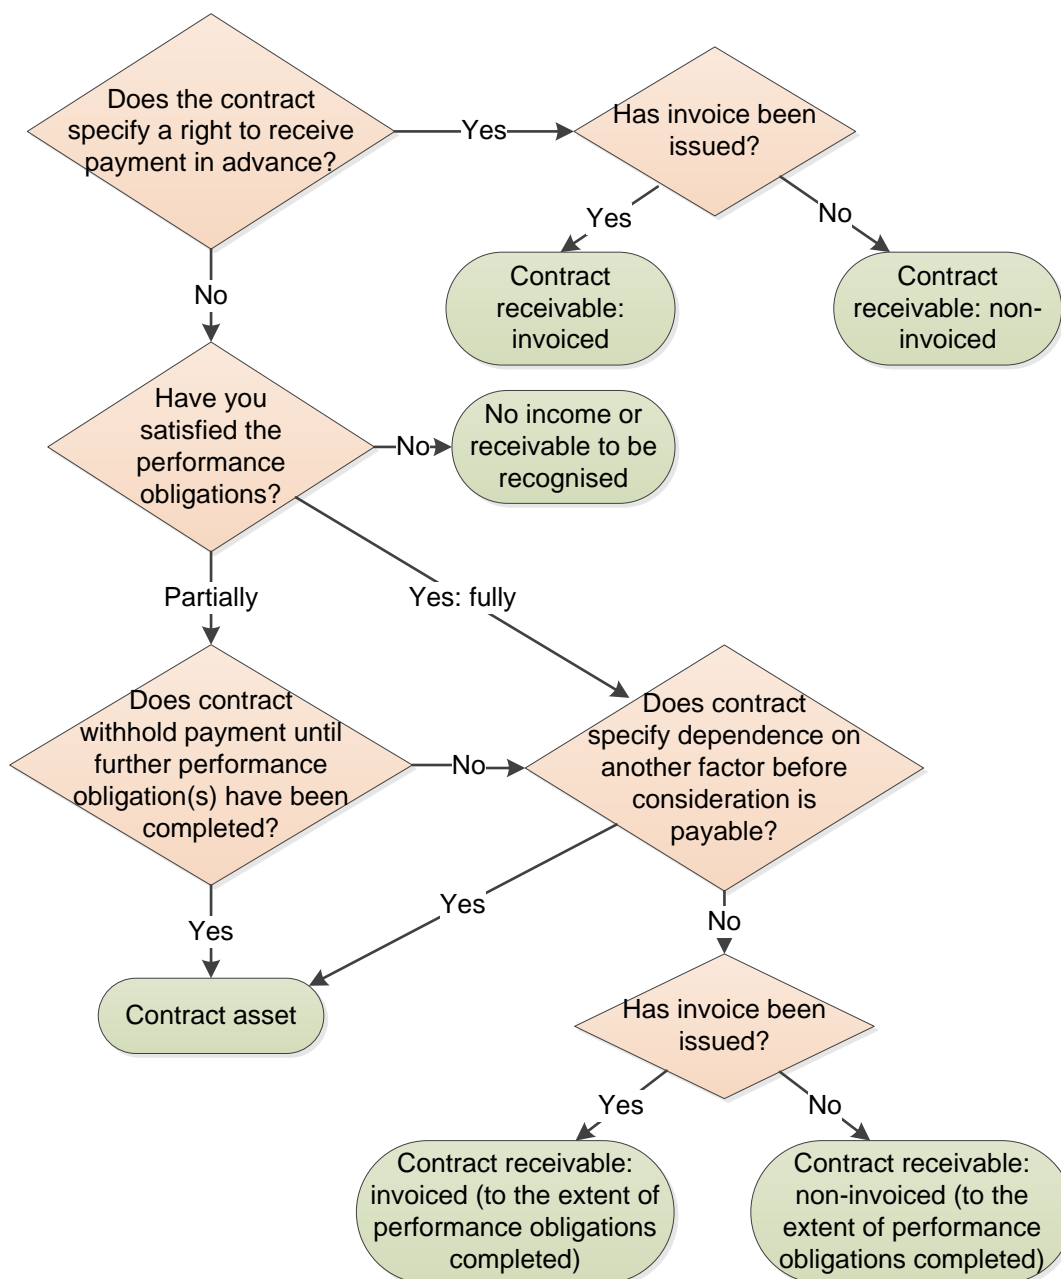 Does the contract
specify a right to receive
payment in advance?
Yes
Has invoice been
issued?
Yes
No
Contract
receivable:
invoiced
Contract
receivable: non-
invoiced
No
Have you
satisfied the
performance
obligations?
No
No income or
receivable to be
recognised
Partially
Yes: fully
Does contract
withhold payment until
further performance
obligation(s) have been
completed?
No
Does contract
specify dependence on
another factor before
consideration is
payable?
Yes
Yes
No
Contract asset
Has invoice been
issued?
Yes
No
Contract receivable:
invoiced (to the extent of
performance obligations
completed)
Contract receivable:
non-invoiced (to the
extent of performance
obligations completed)